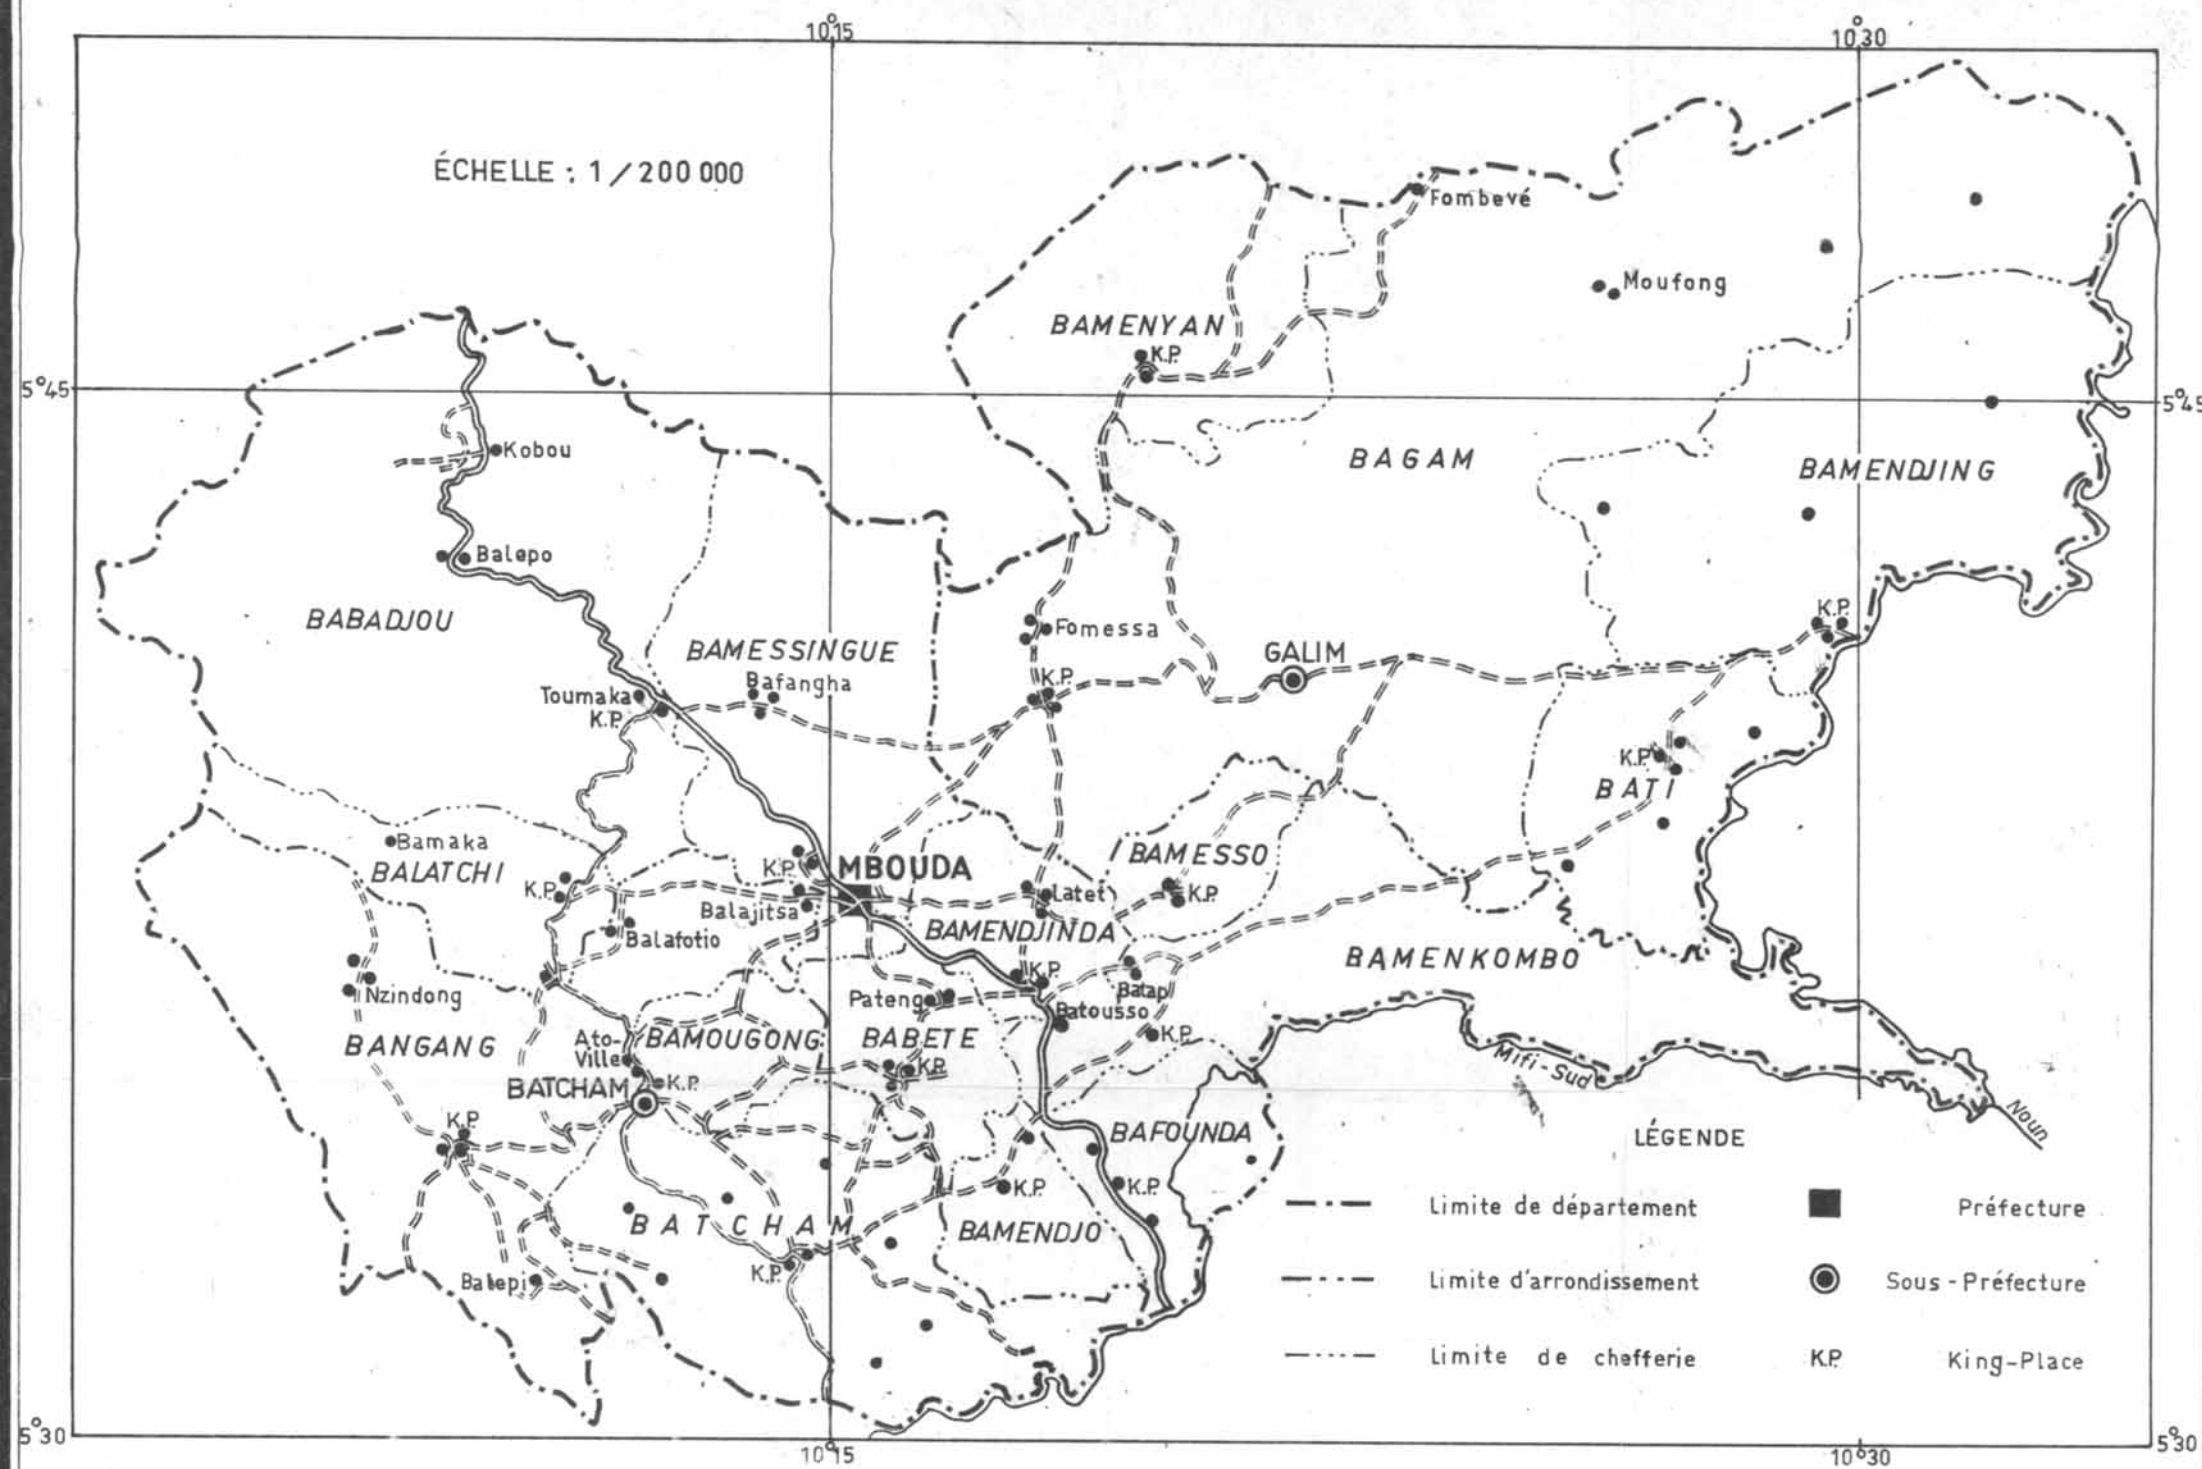 10°15
10°30
ÉCHELLE : 1/200 000
Fombevé
Moufong
BAMENYAN
K.P.
5°45
5°45
Kobou
BAGAM
BAMENDJING
Balepo
BABADJOU
K.P.
Fomessa
BAMESSINGUE
GALIM
Bafangha
K.P.
Toumaka
K.P.
K.P.
BATI
Bamaka
BALATCHI
K.P.
K.P.
MBOUDA
BAMESSO
K.P.
Latet
Balajitsa
BAMENDJINDA
Balafotio
BAMENKOMBO
K.P.
Nzindong
Pateng
Batap
Batousso
BANGANG
Ato-
Ville
BAMOUGONG
BABETE
K.P.
K.P.
BATCHAM
K.P.
Mifi-Sud
Noun
K.P.
BAFOUNDA
LÉGENDE
K.P.
K.P.
Limite de département
Préfecture
BATCHAM
BAMENDJO
K.P.
Balepi
Limite d'arrondissement
Sous-Préfecture
Limite de chefferie
K.P.
King-Place
5°30
5°30
10°15
10°30